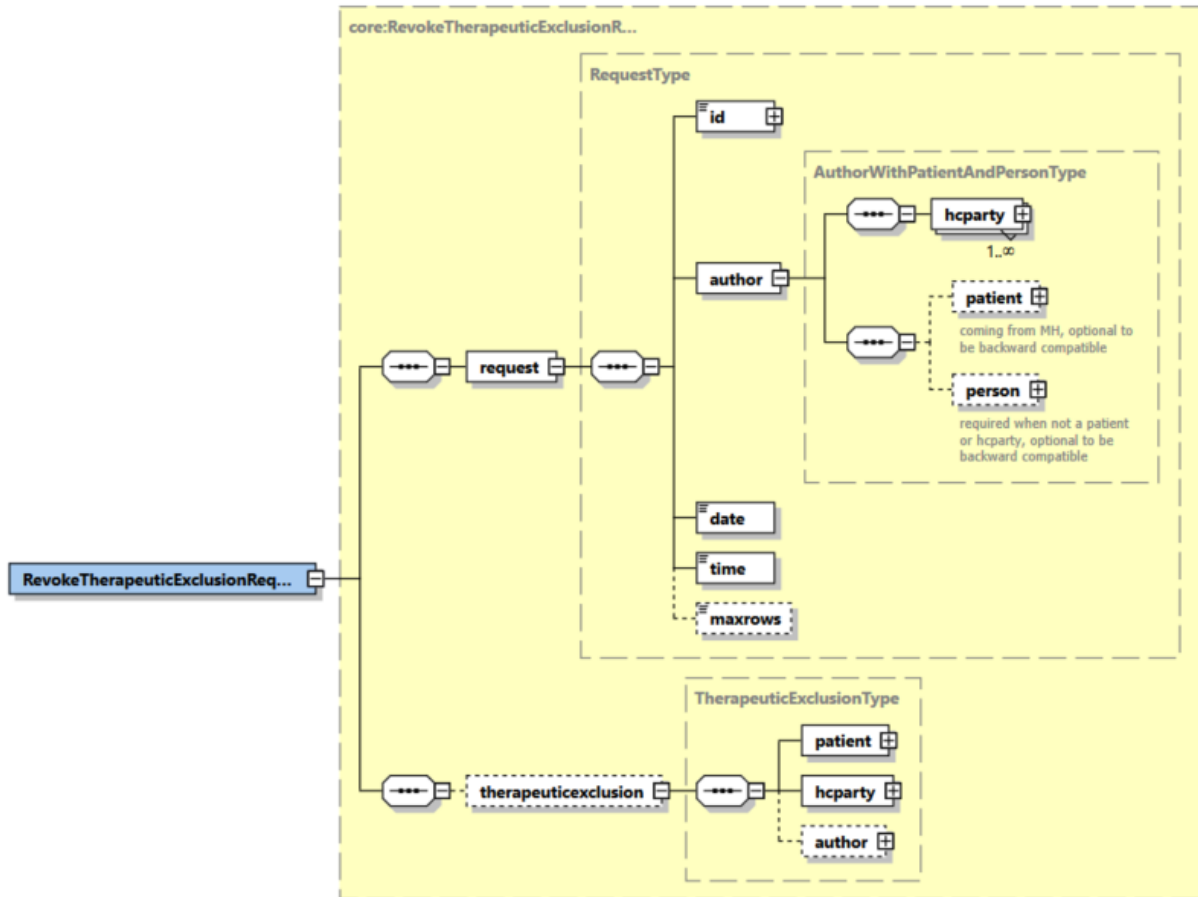 core:RevokeTherapeuticExclusionR...
RequestType
id
AuthorWithPatientAndPersonType
hcparty
1..∞
author
patient
coming from MH, optional to
be backward compatible
request
person
required when not a patient
or hcparty, optional to be
backward compatible
date
time
RevokeTherapeuticExclusionReq...
maxrows
TherapeuticExclusionType
patient
therapeuticexclusion
hcparty
author